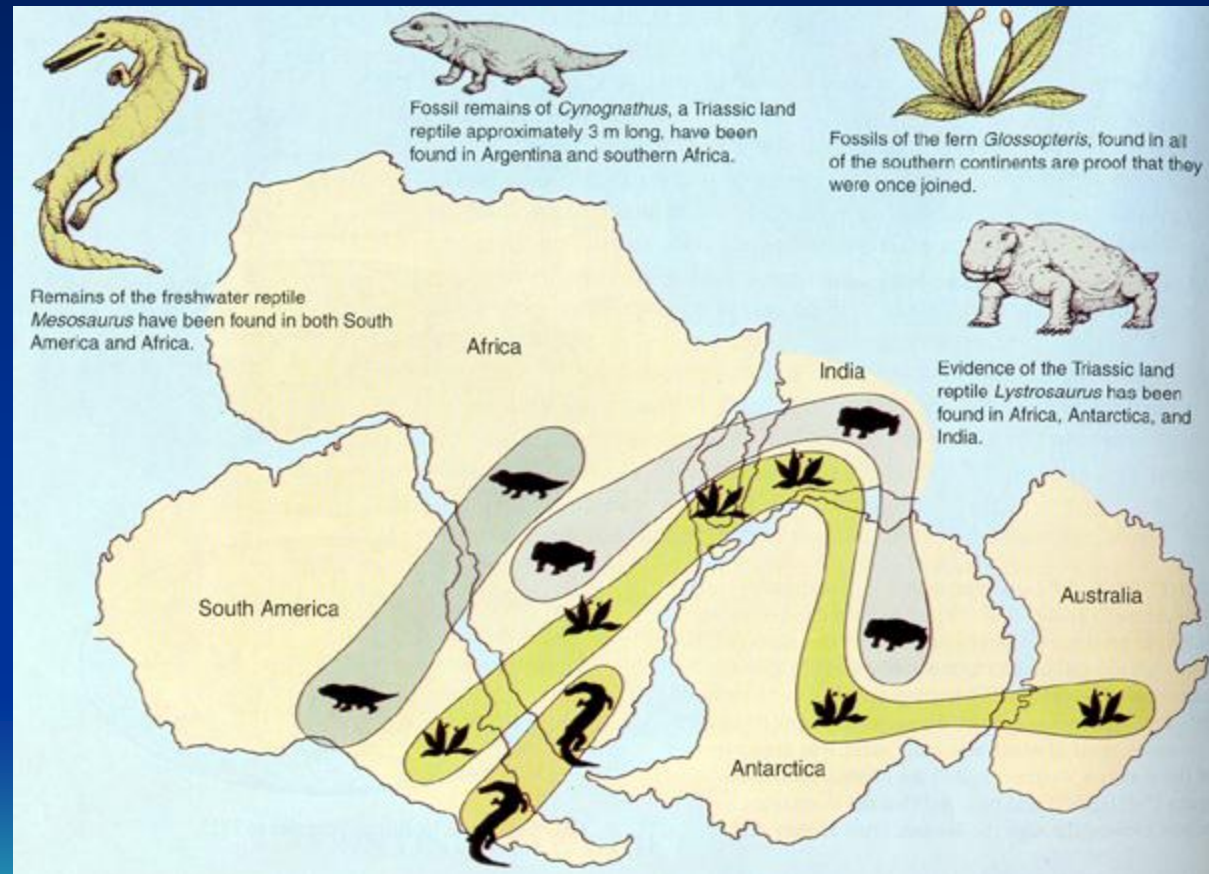 Fossil remains of Cynognathus, a Triassic land
reptile approximately 3 m long, have been
found in Argentina and southern Africa.
Fossils of the fern Glossopteris, found in all
of the southern continents are proof that they
were once joined.
Remains of the freshwater reptile
Mesosaurus have been found in both South
America and Africa.
Evidence of the Triassic land
reptile Lystrosaurus has been
found in Africa, Antarctica, and
India.
Africa
India
South America
Australia
Antarctica